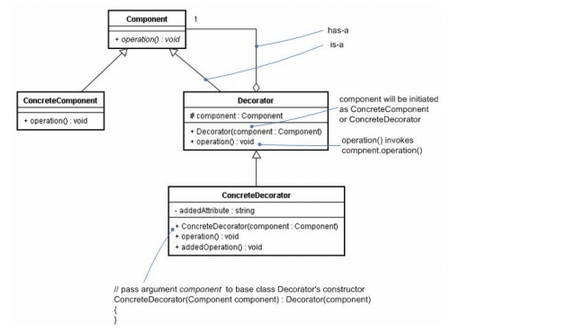 Component
1
+ operation() : void
has-a
is-a
ConcreteComponent
+ operation() : void
Decorator
# component : Component
+ Decorator(component : Component)
+ operation() : void
component will be initiated
as ConcreteComponent
or ConcreteDecorator
operation() invokes
compnent.operation()
ConcreteDecorator
- addedAttribute : string
+ ConcreteDecorator(component : Component)
+ operation() : void
+ addedOperation() : void
// pass argument component to base class Decorator's constructor
ConcreteDecorator(Component component) : Decorator(component)
{
}